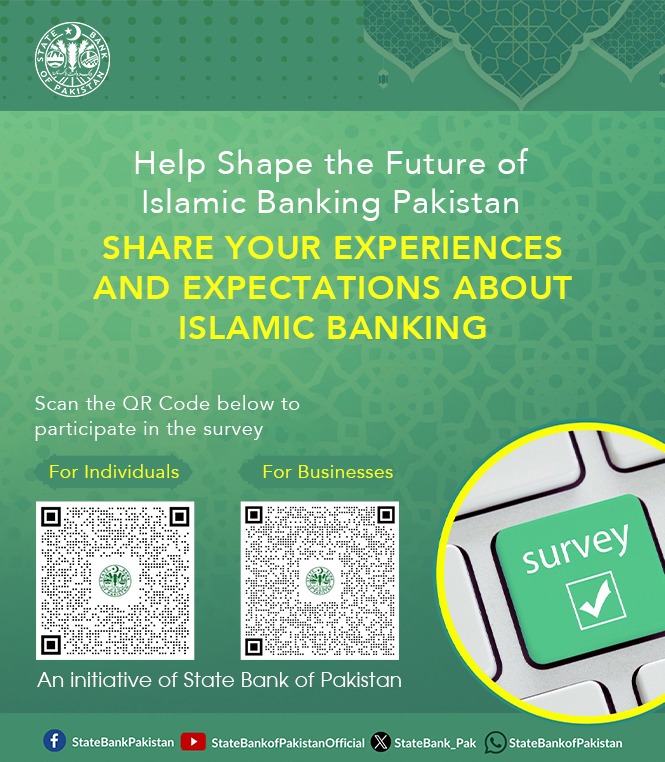 STATE BANK
OF PAKISTAN
Help Shape the Future of
Islamic Banking Pakistan
SHARE YOUR EXPERIENCES
AND EXPECTATIONS ABOUT
ISLAMIC BANKING
Scan the QR Code below to
participate in the survey
For Individuals
For Businesses
survey
An initiative of State Bank of Pakistan
StateBankPakistan
StateBankofPakistanOfficial
StateBank_Pak
StateBankofPakistan